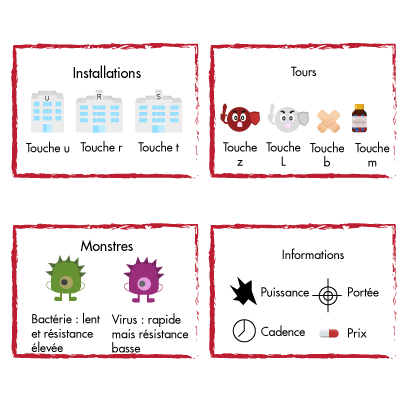 Installations
U
R
S
Touche u
Touche r
Touche t
Tours
Touche z
Touche L
Touche b
Touche m
Monstres
Bactérie : lent
et résistance
élevée
Virus : rapide
mais résistance
basse
Informations
Puissance
Portée
Cadence
Prix